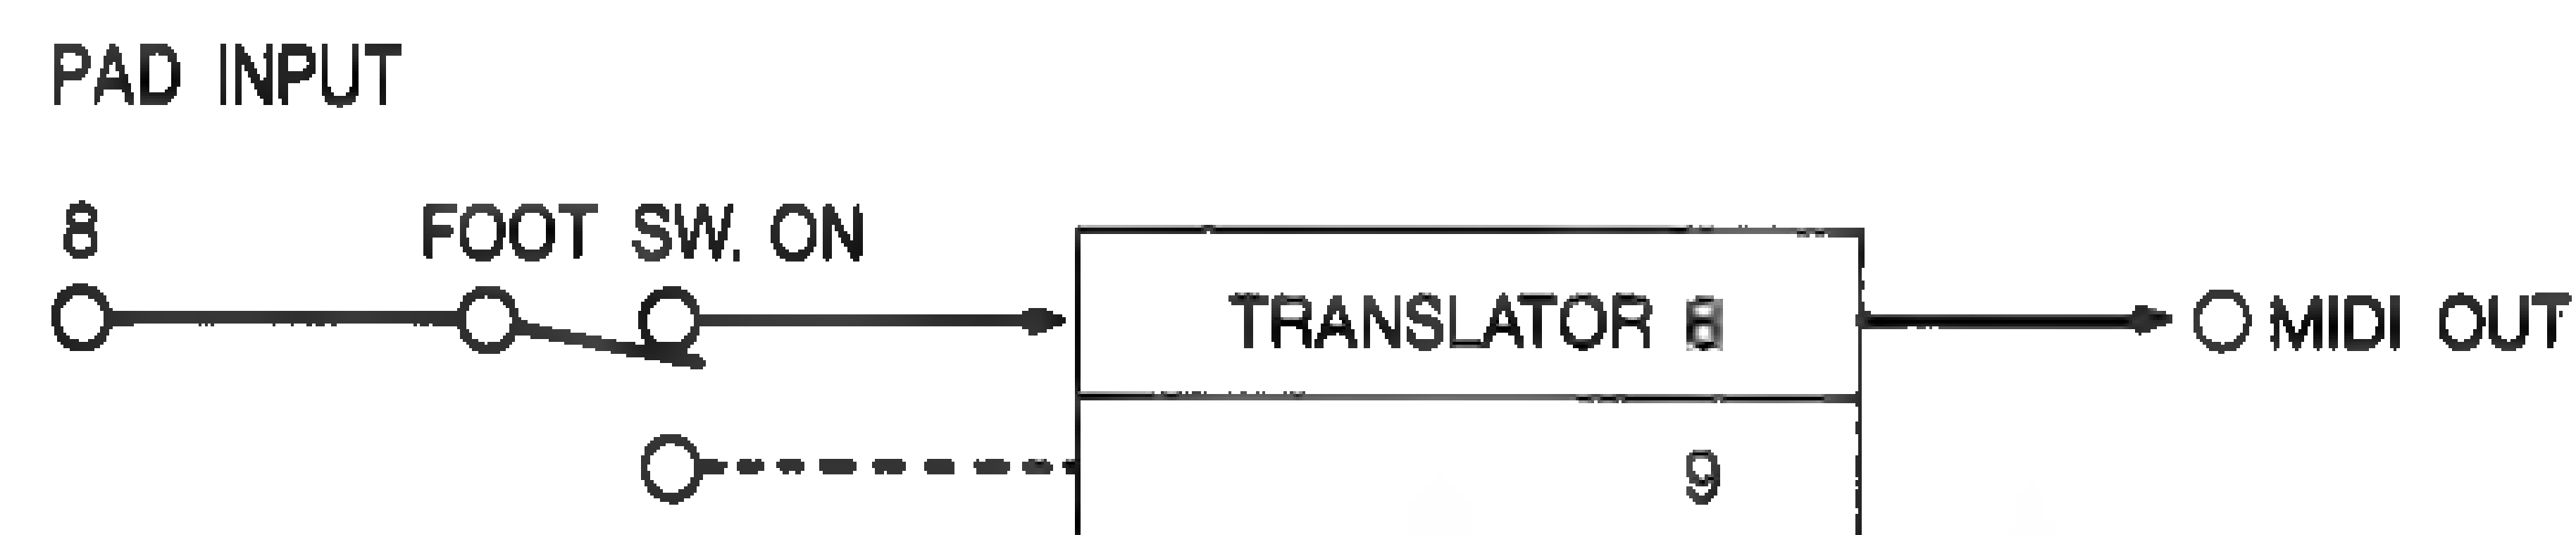 PAD INPUT
8 FOOT SW. ON
TRANSLATOR 8 MIDI OUT
9